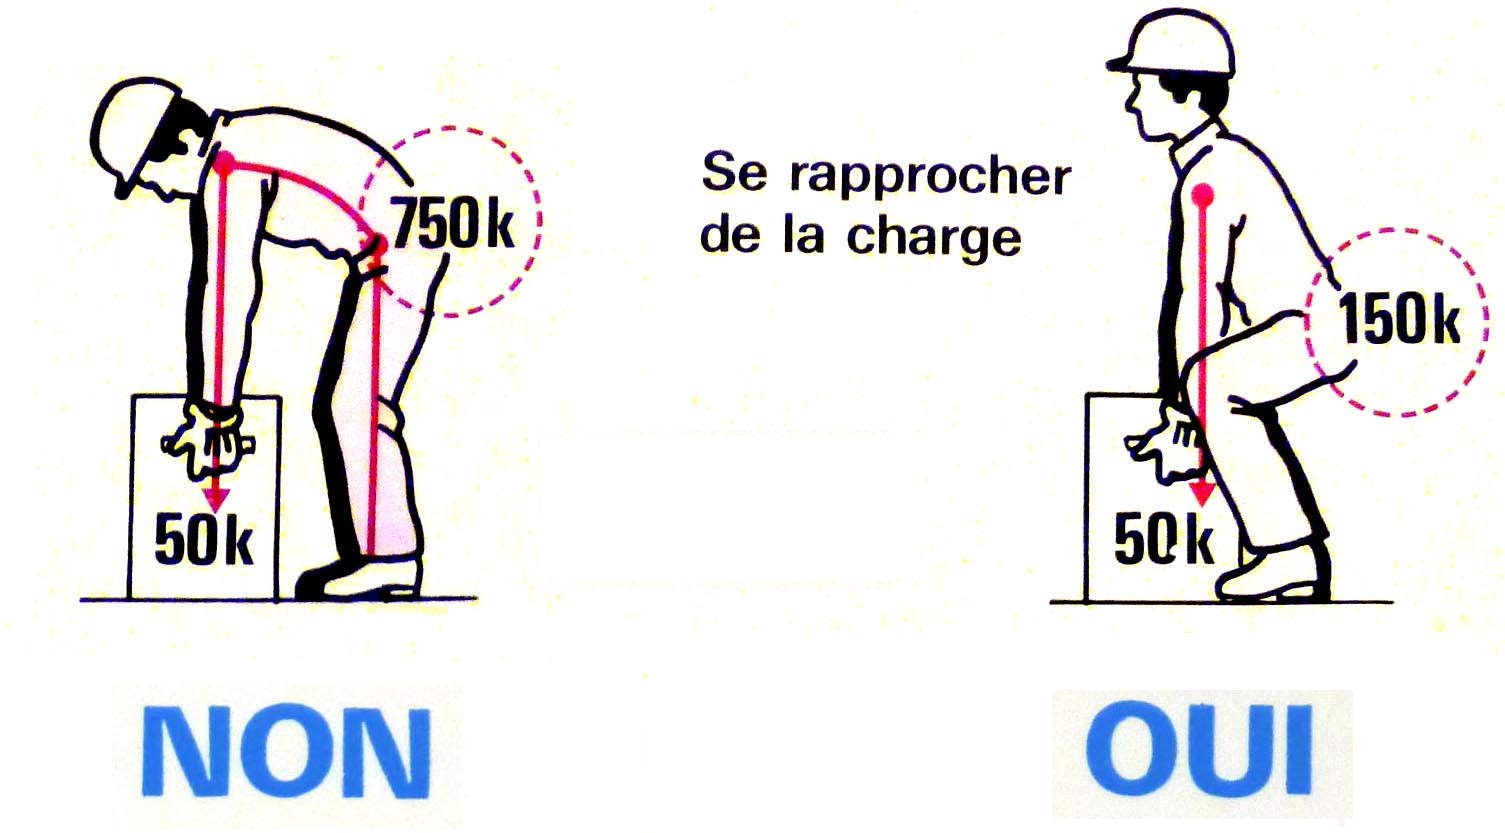 750k
50k
NON
Se rapprocher
de la charge
150k
50k
OUI